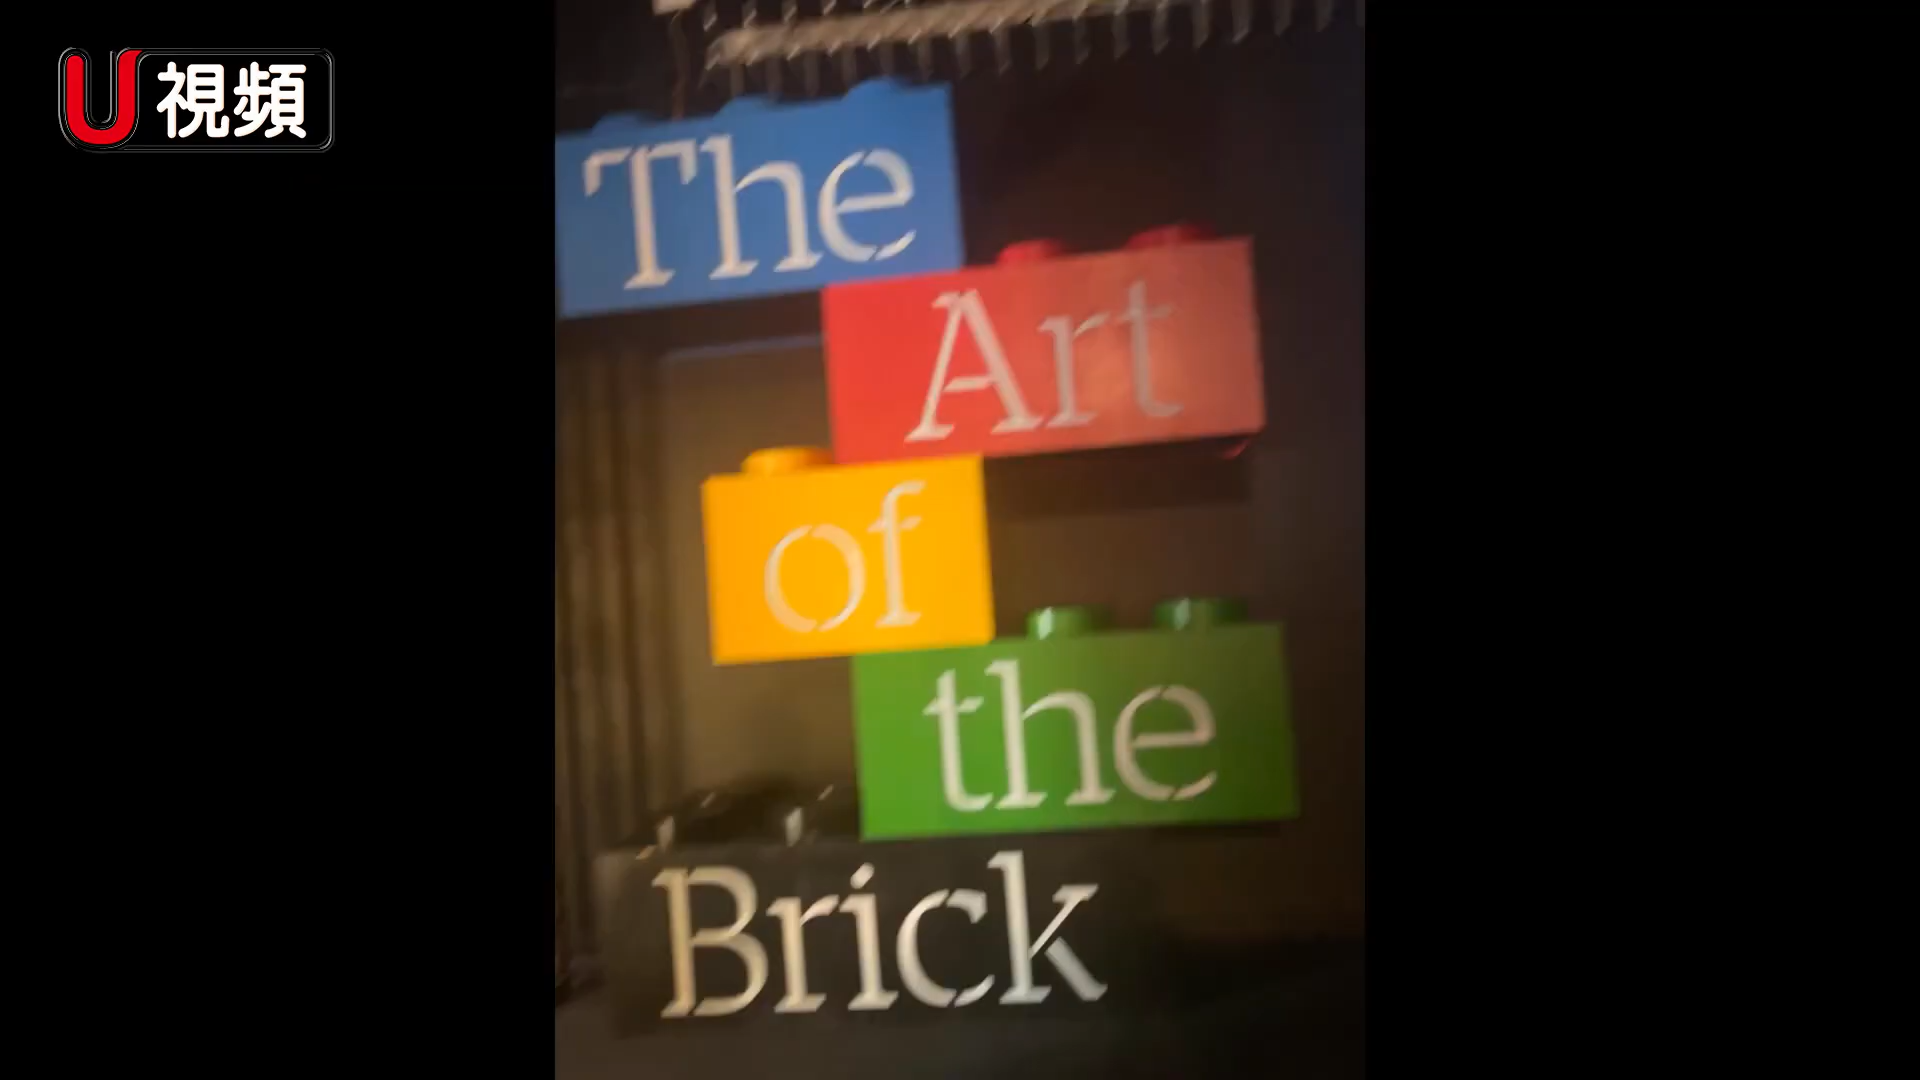 U視頻
The
Art
of
the
Brick